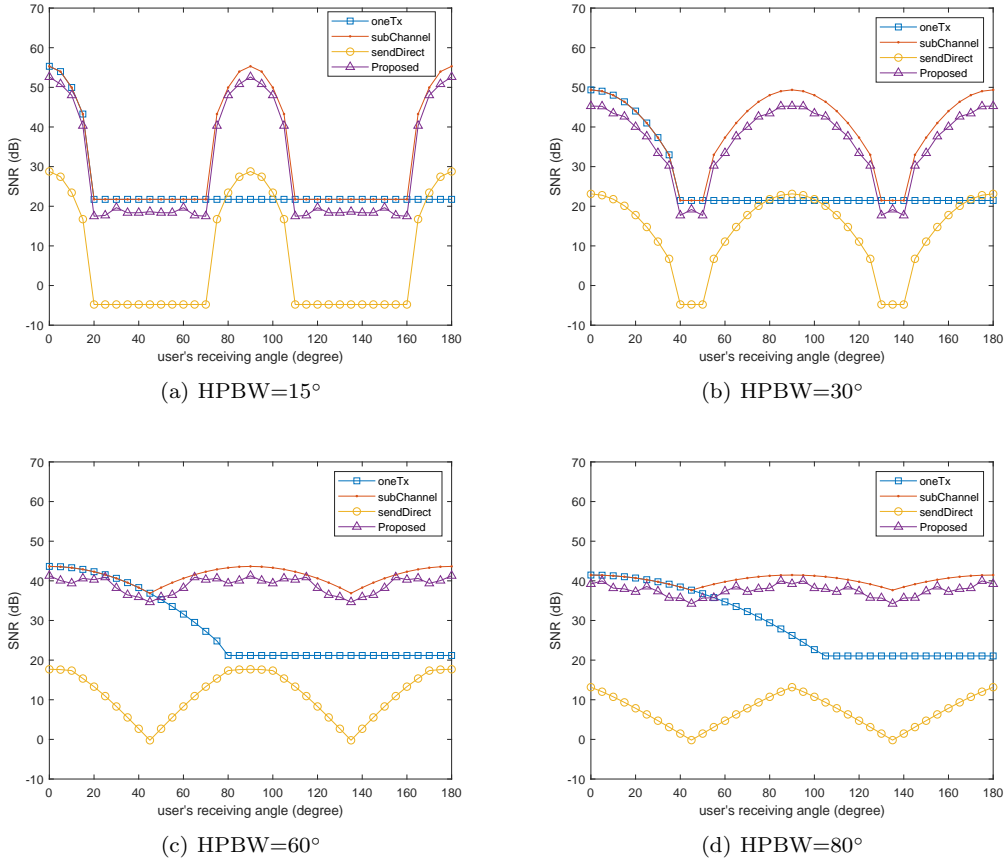 70
60
50
40
30
20
10
0
-10
SNR (dB)
oneTx
subChannel
sendDirect
Proposed
0 20 40 60 80 100 120 140 160 180
user's receiving angle (degree)
(a) HPBW=15°
70
60
50
40
30
20
10
0
-10
SNR (dB)
oneTx
subChannel
sendDirect
Proposed
0 20 40 60 80 100 120 140 160 180
user's receiving angle (degree)
(b) HPBW=30°
70
60
50
40
30
20
10
0
-10
SNR (dB)
oneTx
subChannel
sendDirect
Proposed
0 20 40 60 80 100 120 140 160 180
user's receiving angle (degree)
(c) HPBW=60°
70
60
50
40
30
20
10
0
-10
SNR (dB)
oneTx
subChannel
sendDirect
Proposed
0 20 40 60 80 100 120 140 160 180
user's receiving angle (degree)
(d) HPBW=80°